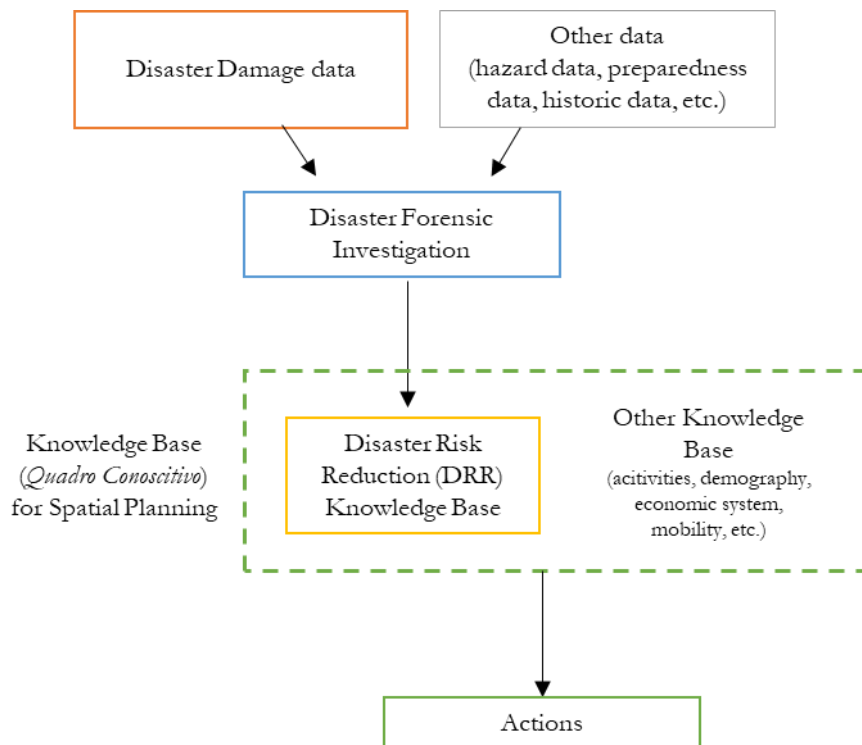 Disaster Damage data
Other data
(hazard data, preparedness
data, historic data, etc.)
Disaster Forensic
Investigation
Knowledge Base
(Quadro Conoscitivo)
for Spatial Planning
Disaster Risk
Reduction (DRR)
Knowledge Base
Other Knowledge
Base
(acitivities, demography,
economic system,
mobility, etc.)
Actions